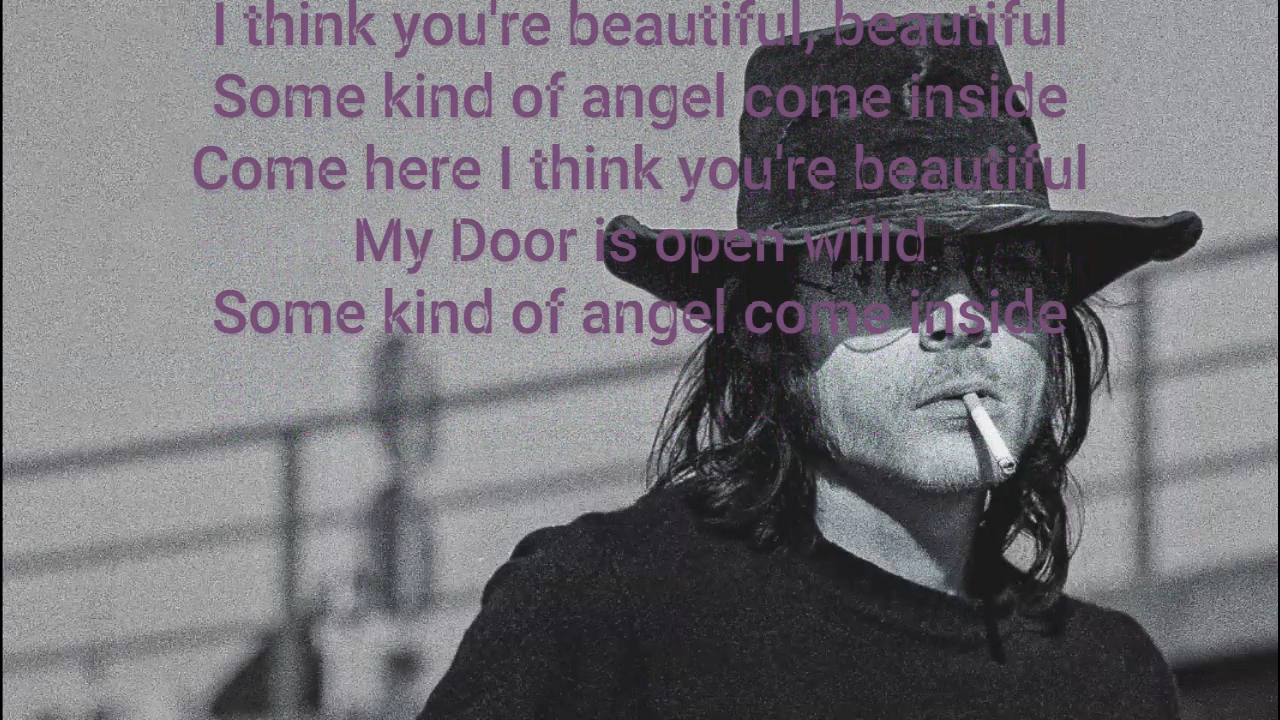 I think you're beautiful, beautiful
Some kind of angel come inside
Come here I think you're beautiful
My Door is open willd
Some kind of angel come inside